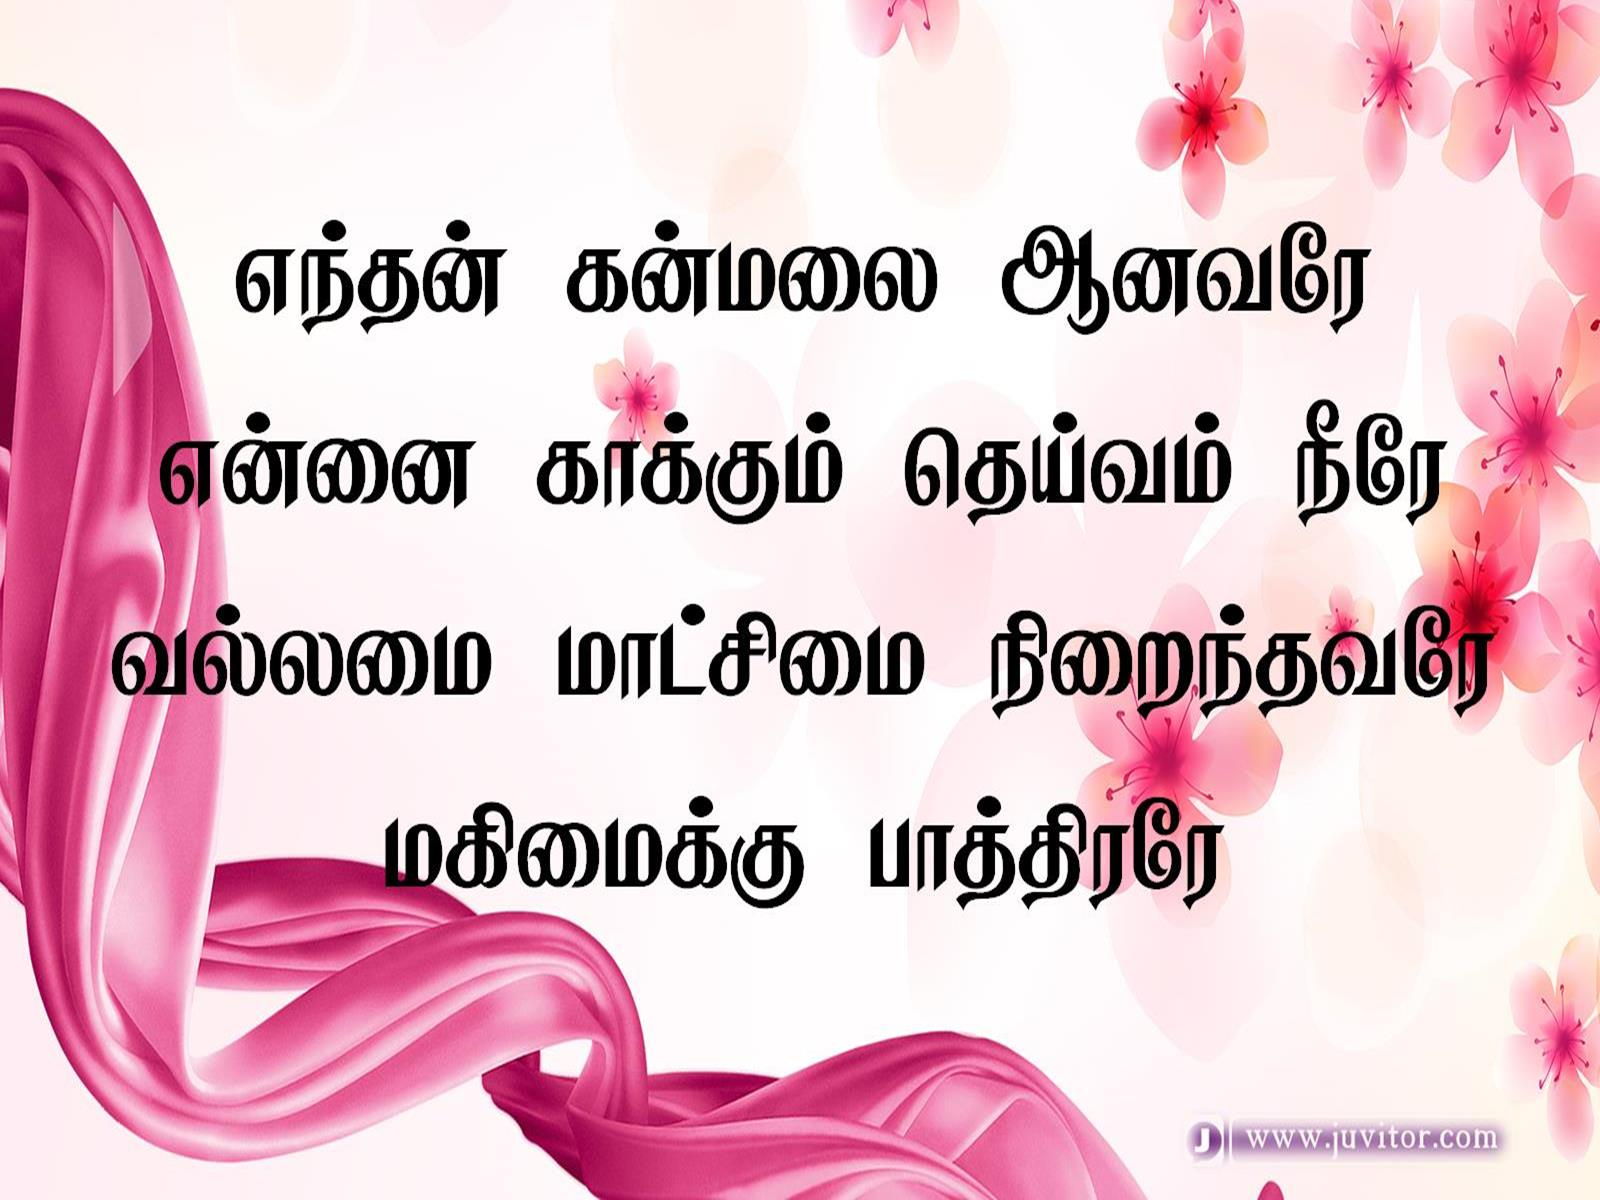 எந்தன் கன்மலை ஆனவரே
என்னை காக்கும் தெய்வம் நீரே
வல்லமை மாட்சிமை நிறைந்தவரே
மகிமைக்கு பாத்திரரே
J www.juvitor.com